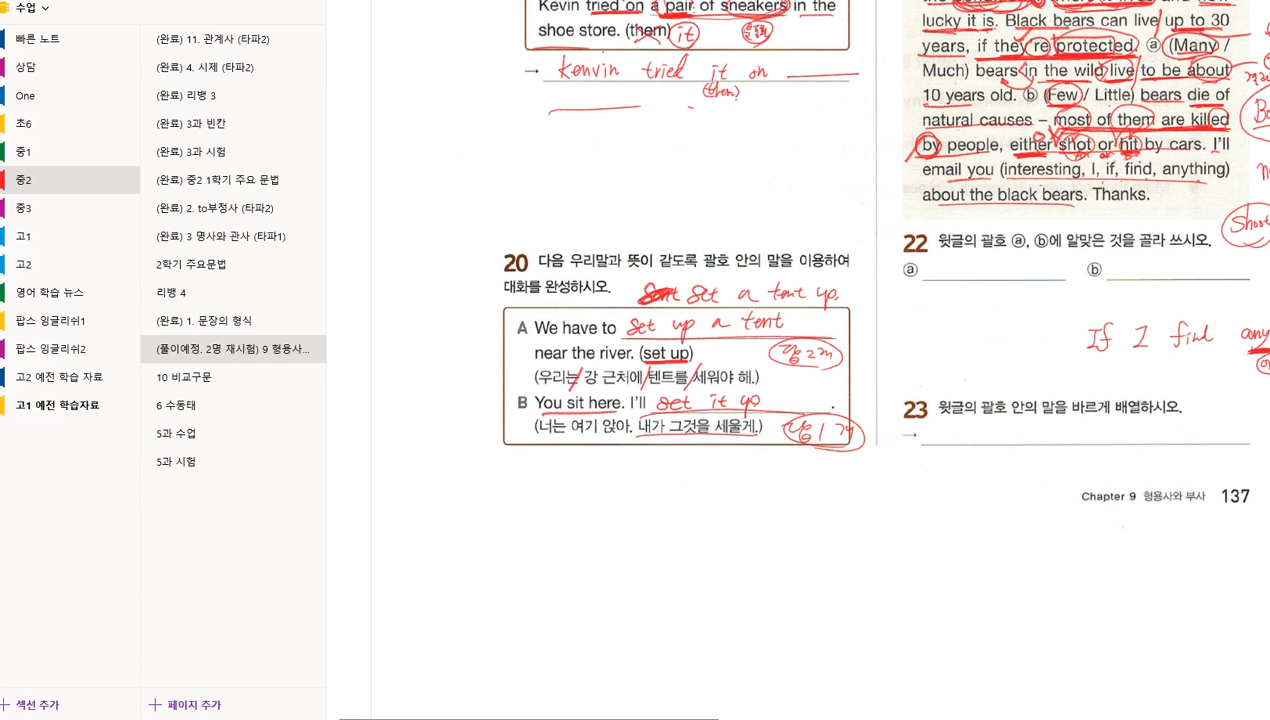 수업
빠른 노트
상담
One
초6
중1
중2
중3
고1
고2
영어 학습 뉴스
팝스 잉글리쉬1
팝스 잉글리쉬2
고2 예전 학습 자료
고1 예전 학습자료
섹션 추가
(완료) 11. 관계사 (타파2)
(완료) 4. 시제 (타파2)
(완료) 리뱅 3
(완료) 3과 빈칸
(완료) 3과 시험
(완료) 중2 1학기 주요 문법
(완료) 2. to부정사 (타파2)
(완료) 3 명사와 관사 (타파1)
2학기 주요문법
리뱅 4
(완료) 1. 문장의 형식
(풀이예정. 2명 재시험) 9 형용사...
10 비교구문
6 수동태
5과 수업
5과 시험
페이지 추가
Kevin tried on a pair of sneakers in the
shoe store. (them) it
→ Kenvin tried it on
(them)
20 다음 우리말과 뜻이 같도록 괄호 안의 말을 이용하여
대화를 완성하시오.
set a tent up.
A We have to set up a tent
near the river. (set up) 답 2개
(우리는 강 근처에 텐트를 세워야 해.)
B You sit here. I'll set it up .
(너는 여기 앉아. 내가 그것을 세울게.) 답 1개
lucky it is. Black bears can live up to 30
years, if they're protected. ⓐ (Many /
Much) bears in the wild live to be about
10 years old. ⓑ (Few / Little) bears die of
natural causes – most of them are killed
by people, either shot or hit by cars. I'll
email you (interesting, I, if, find, anything)
about the black bears. Thanks.
22 윗글의 괄호 ⓐ, ⓑ에 알맞은 것을 골라 쓰시오.
ⓐ ⓑ
If I find
23 윗글의 괄호 안의 말을 바르게 배열하시오.
→
Chapter 9 형용사와 부사 137